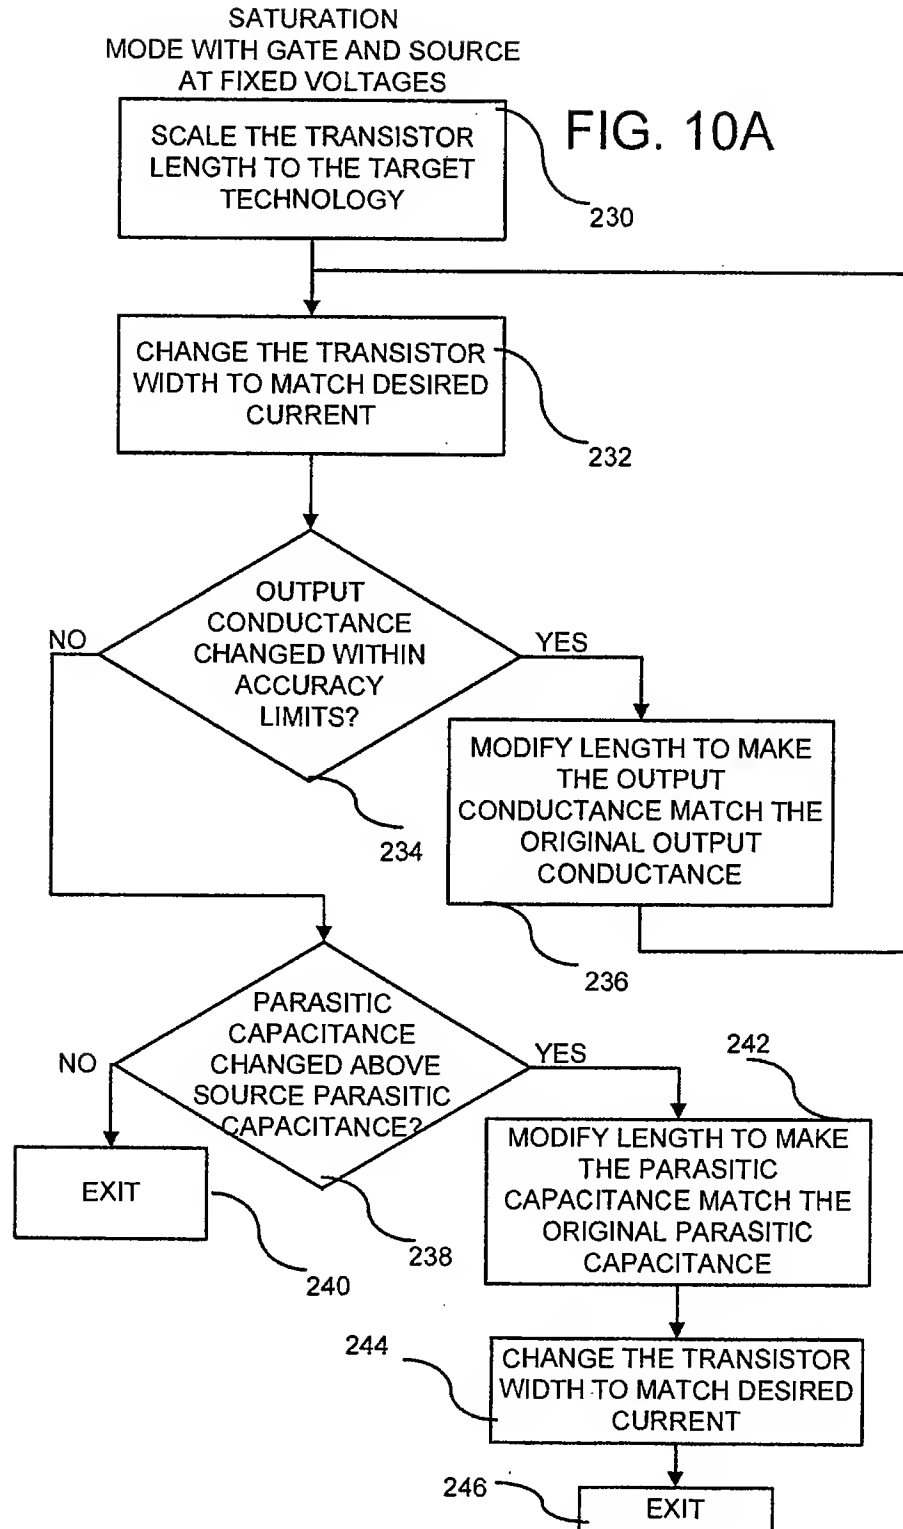 SATURATION
MODE WITH GATE AND SOURCE
AT FIXED VOLTAGES
FIG. 10A
SCALE THE TRANSISTOR
LENGTH TO THE TARGET
TECHNOLOGY
230
CHANGE THE TRANSISTOR
WIDTH TO MATCH DESIRED
CURRENT
232
OUTPUT
CONDUCTANCE
CHANGED WITHIN
ACCURACY
LIMITS?
NO
YES
234
MODIFY LENGTH TO MAKE
THE OUTPUT
CONDUCTANCE MATCH THE
ORIGINAL OUTPUT
CONDUCTANCE
236
PARASITIC
CAPACITANCE
CHANGED ABOVE
SOURCE PARASITIC
CAPACITANCE?
NO
YES
238
EXIT
240
242
MODIFY LENGTH TO MAKE
THE PARASITIC
CAPACITANCE MATCH THE
ORIGINAL PARASITIC
CAPACITANCE
244
CHANGE THE TRANSISTOR
WIDTH TO MATCH DESIRED
CURRENT
246
EXIT